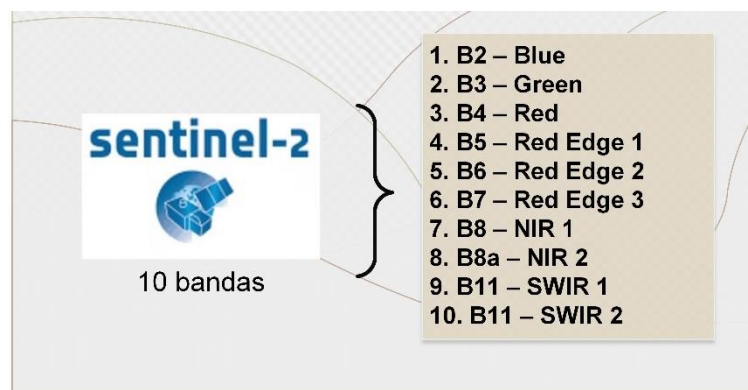 sentinel-2
10 bandas
1. B2 – Blue
2. B3 – Green
3. B4 – Red
4. B5 – Red Edge 1
5. B6 – Red Edge 2
6. B7 – Red Edge 3
7. B8 – NIR 1
8. B8a – NIR 2
9. B11 – SWIR 1
10. B11 – SWIR 2